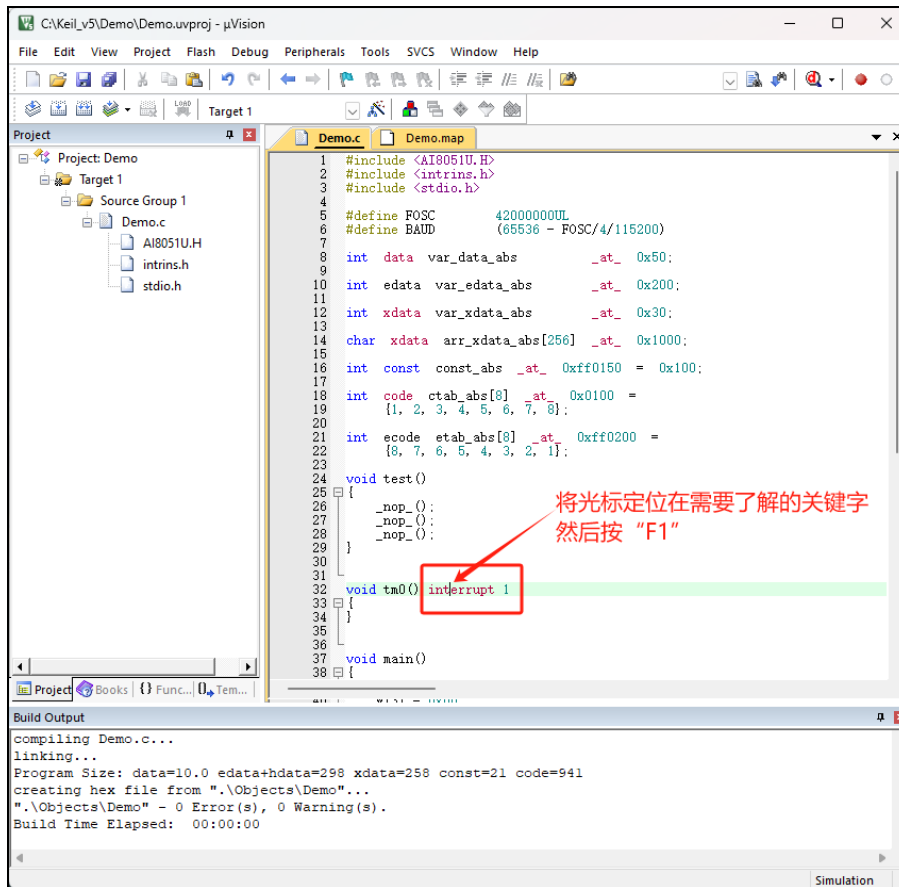 C:\Keil_v5\Demo\Demo.uvproj - µVision
File Edit View Project Flash Debug Peripherals Tools SVCS Window Help
LOAD
Target 1
Project
Project: Demo
Target 1
Source Group 1
Demo.c
AI8051U.H
intrins.h
stdio.h
Project Books {} Func... Tem...
Demo.c Demo.map
1 #include <AI8051U.H>
2 #include <intrins.h>
3 #include <stdio.h>
4
5 #define FOSC 42000000UL
6 #define BAUD (65536 - FOSC/4/115200)
7
8 int data var_data_abs _at_ 0x50;
9
10 int edata var_edata_abs _at_ 0x200;
11
12 int xdata var_xdata_abs _at_ 0x30;
13
14 char xdata arr_xdata_abs[256] _at_ 0x1000;
15
16 int const const_abs _at_ 0xff0150 = 0x100;
17
18 int code ctab_abs[8] _at_ 0x0100 =
19 {1, 2, 3, 4, 5, 6, 7, 8};
20
21 int ecode etab_abs[8] _at_ 0xff0200 =
22 {8, 7, 6, 5, 4, 3, 2, 1};
23
24 void test()
25 {
26 _nop_();
27 _nop_();
28 _nop_();
29 }
30
31
32 void tm0() interrupt 1
33 {
34 }
35
36
37 void main()
38 {
将光标定位在需要了解的关键字
然后按“F1”
Build Output
compiling Demo.c...
linking...
Program Size: data=10.0 edata+hdata=298 xdata=258 const=21 code=941
creating hex file from ".\Objects\Demo"...
".\Objects\Demo" - 0 Error(s), 0 Warning(s).
Build Time Elapsed: 00:00:00
Simulation